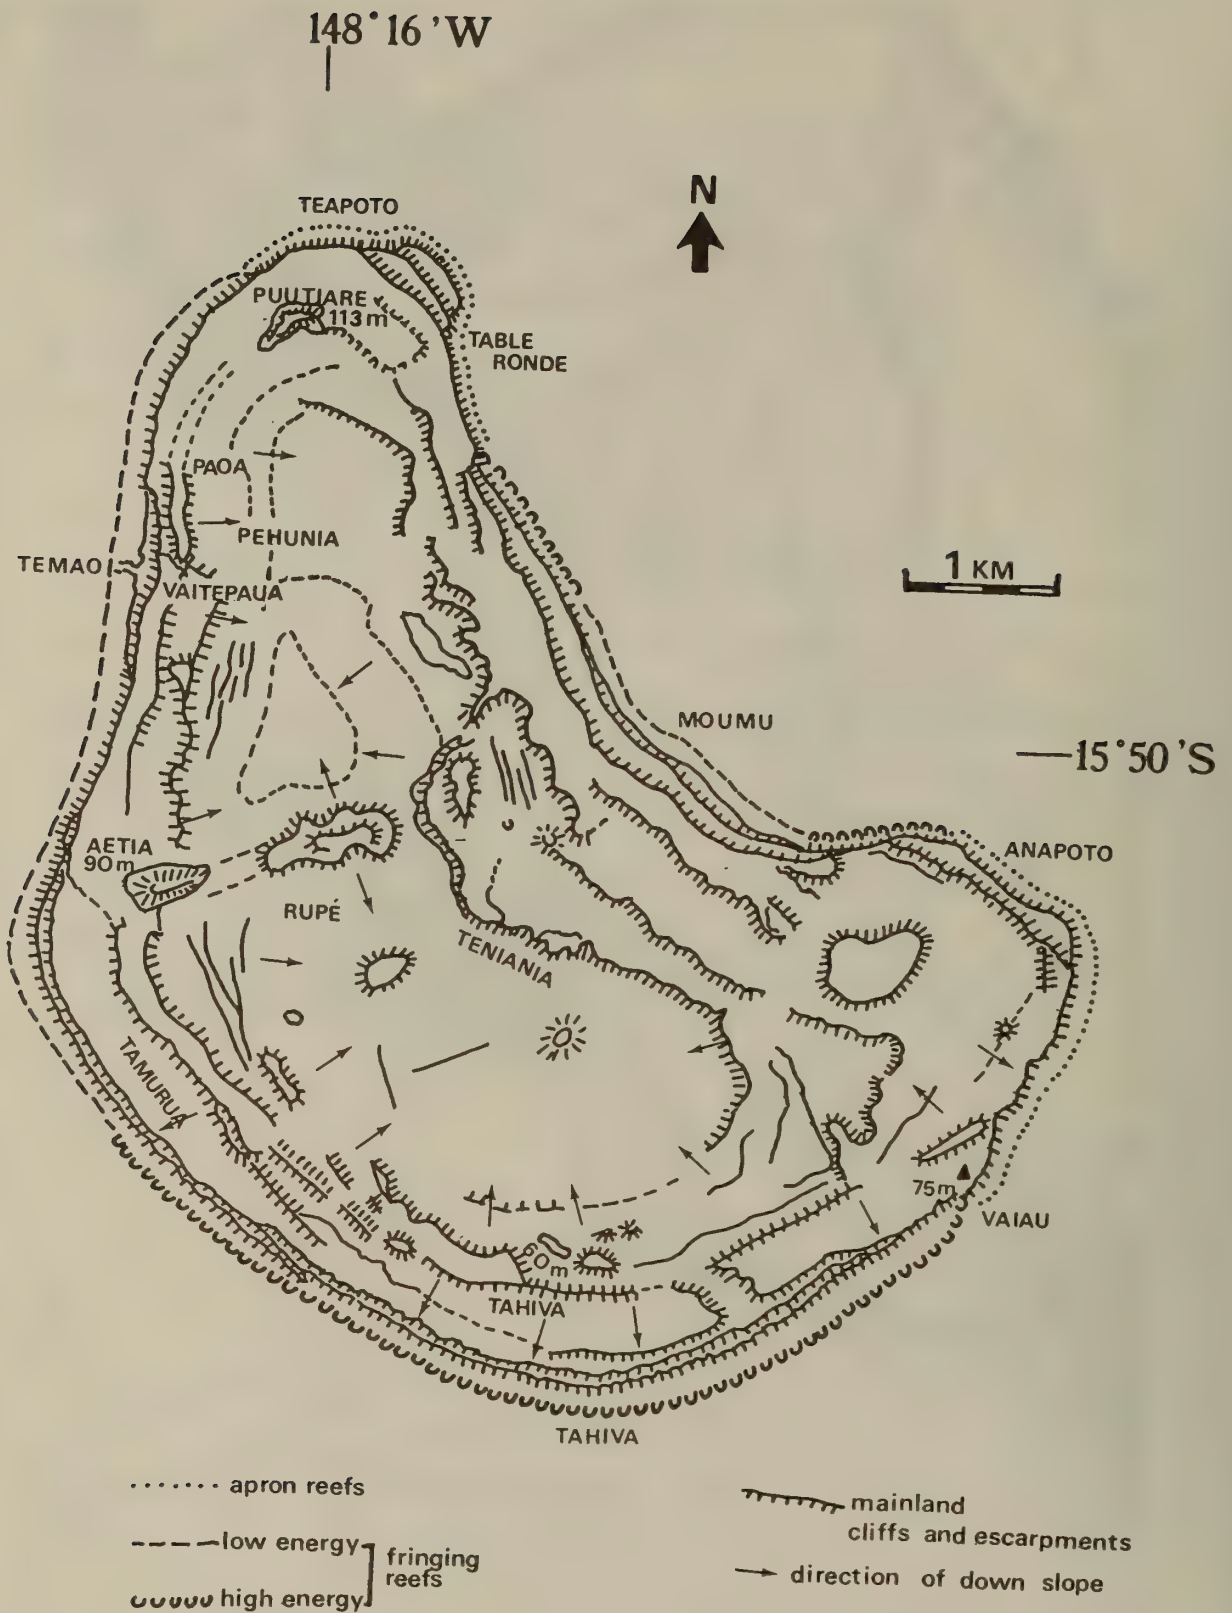 148°16'W
TEAPOTO
N
PUUTIARE
113m
TABLE
RONDE
PAOA
PEHUNIA
1 KM
TEMAO
VAITEPAUA
MOUMU
15°50'S
AETIA
90m
ANAPOTO
RUPÉ
TENIANIA
TAMURUA
75m
VAIAU
60m
TAHIVA
TAHIVA
apron reefs
low energy
fringing
reefs
high energy
mainland
cliffs and escarpments
direction of down slope